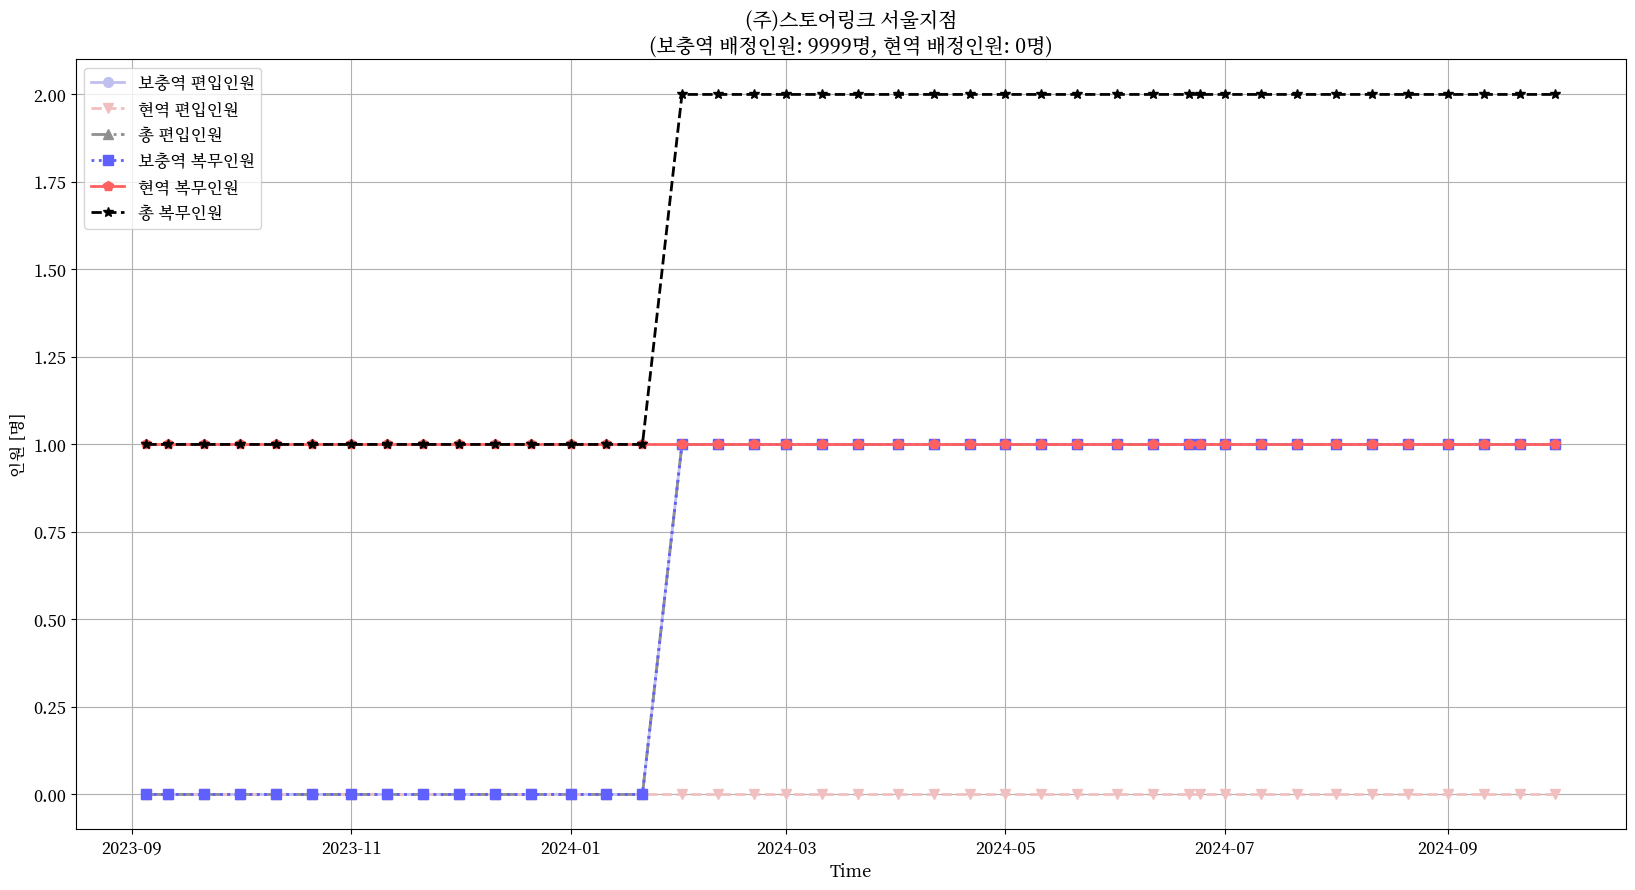 (주)스토어링크 서울지점
(보충역 배정인원: 9999명, 현역 배정인원: 0명)
보충역 편입인원
현역 편입인원
총 편입인원
보충역 복무인원
현역 복무인원
총 복무인원
2.00
1.75
1.50
1.25
1.00
0.75
0.50
0.25
0.00
인원 [명]
2023-09 2023-11 2024-01 2024-03 2024-05 2024-07 2024-09
Time